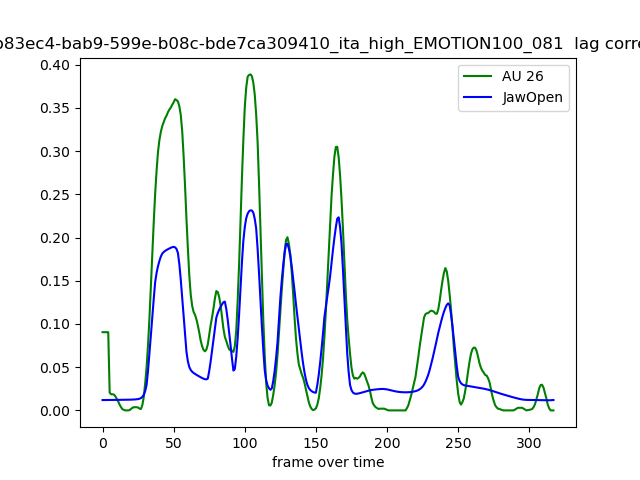 b83ec4-bab9-599e-b08c-bde7ca309410_ita_high_EMOTION100_081 lag corre
AU 26
JawOpen
0.40
0.35
0.30
0.25
0.20
0.15
0.10
0.05
0.00
0 50 100 150 200 250 300
frame over time